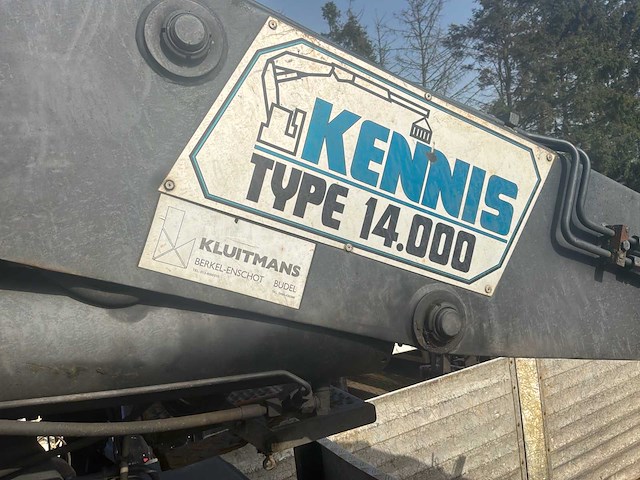 KENNIS
TYPE 14.000
KLUITMANS
BERKEL-ENSCHOT BUDEL